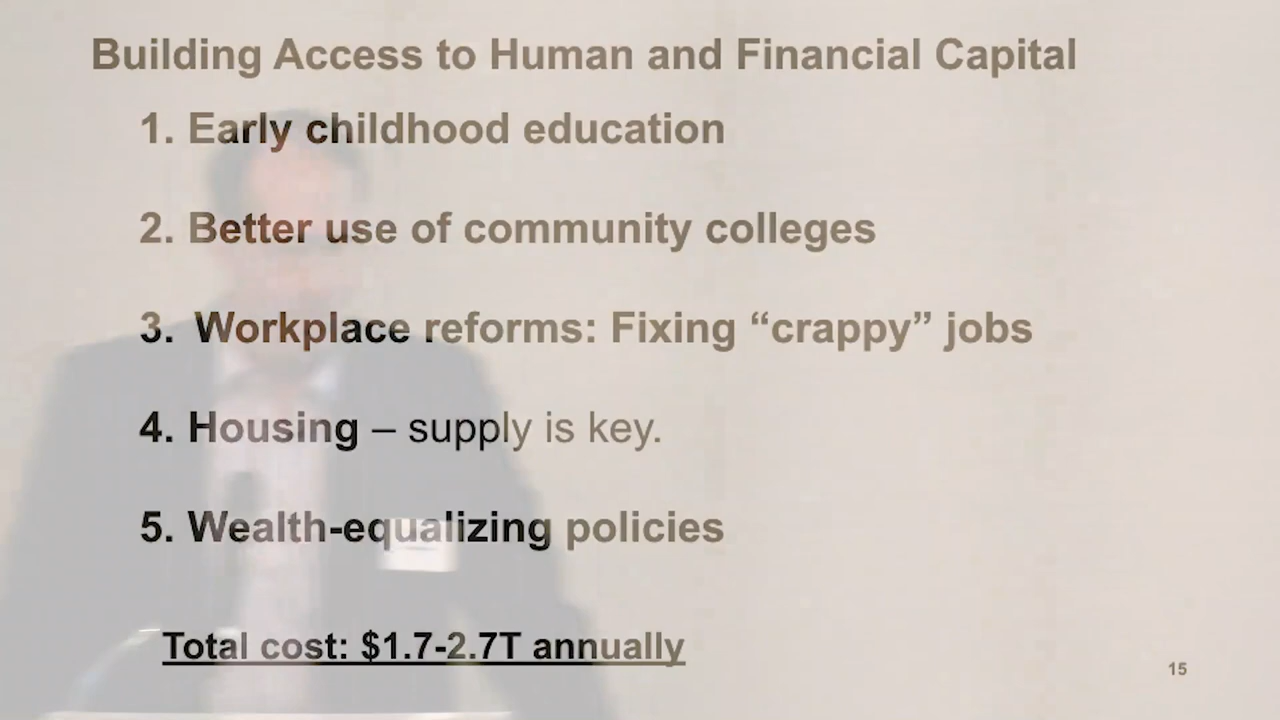 Building Access to Human and Financial Capital
1. Early childhood education
2. Better use of community colleges
3. Workplace reforms: Fixing “crappy” jobs
4. Housing – supply is key.
5. Wealth-equalizing policies
Total cost: $1.7-2.7T annually
15